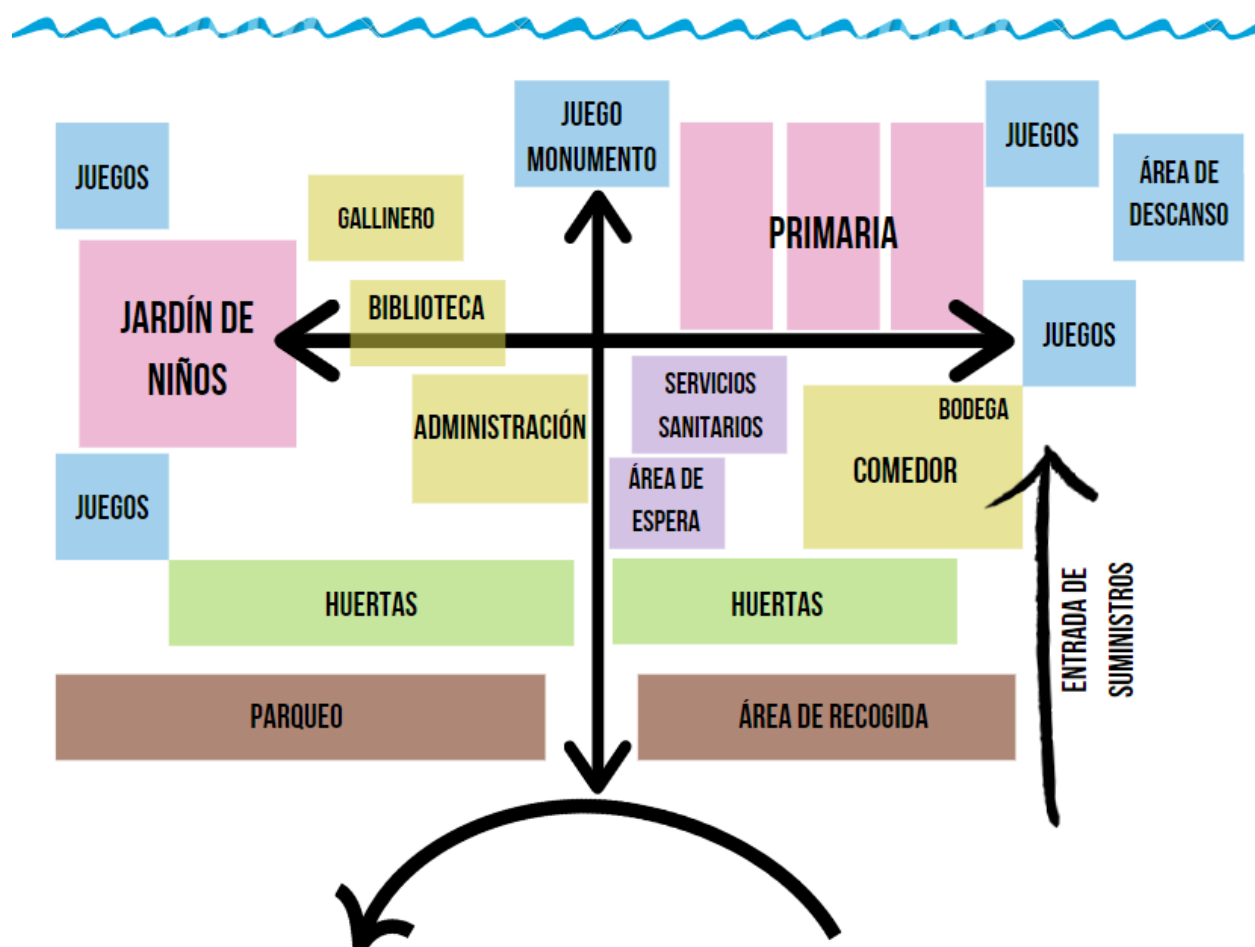 JUEGO
MONUMENTO
JUEGOS
JUEGOS
ÁREA DE
DESCANSO
GALLINERO
PRIMARIA
JARDÍN DE
NIÑOS
BIBLIOTECA
JUEGOS
SERVICIOS
SANITARIOS
ADMINISTRACIÓN
BODEGA
COMEDOR
ÁREA DE
ESPERA
JUEGOS
HUERTAS
HUERTAS
ENTRADA DE
SUMINISTROS
PARQUEO
ÁREA DE RECOGIDA